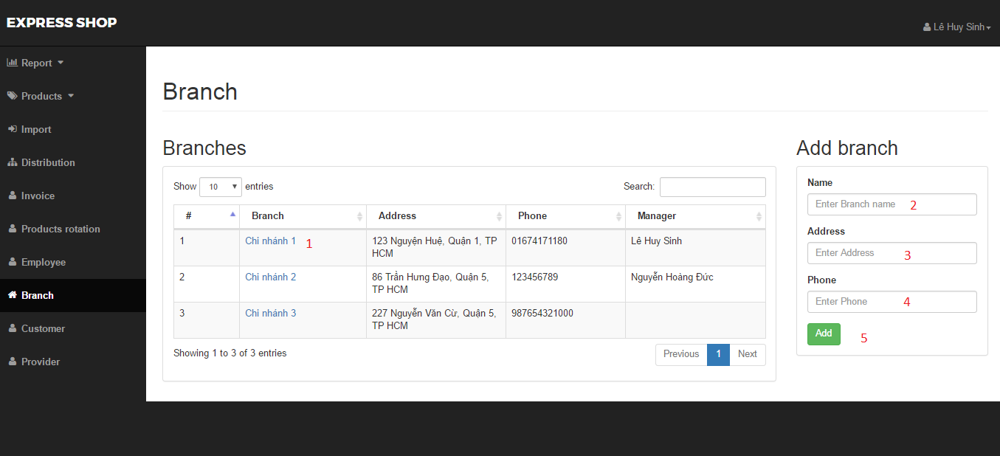 EXPRESS SHOP
Lê Huy Sinh
Report
Products
Import
Distribution
Invoice
Products rotation
Employee
Branch
Customer
Provider
Branch
Branches
Show 10 entries
Search:
# Branch Address Phone Manager
1 Chi nhánh 1 1 123 Nguyện Huệ, Quận 1, TP 01674171180 Lê Huy Sinh
HCM
2 Chi nhánh 2 86 Trần Hưng Đạo, Quận 5, 123456789 Nguyễn Hoàng Đức
TP HCM
3 Chi nhánh 3 227 Nguyễn Văn Cừ, Quận 5, 987654321000
TP HCM
Showing 1 to 3 of 3 entries
Previous 1 Next
Add branch
Name
Enter Branch name 2
Address
Enter Address 3
Phone
Enter Phone 4
Add 5